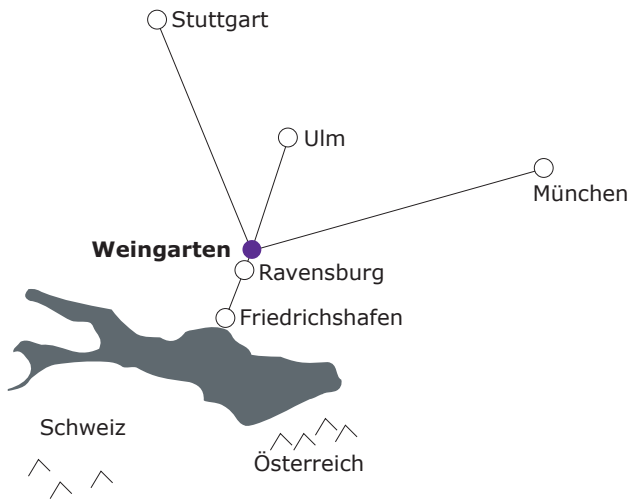 Stuttgart
Ulm
München
Weingarten
Ravensburg
Friedrichshafen
Schweiz
Österreich